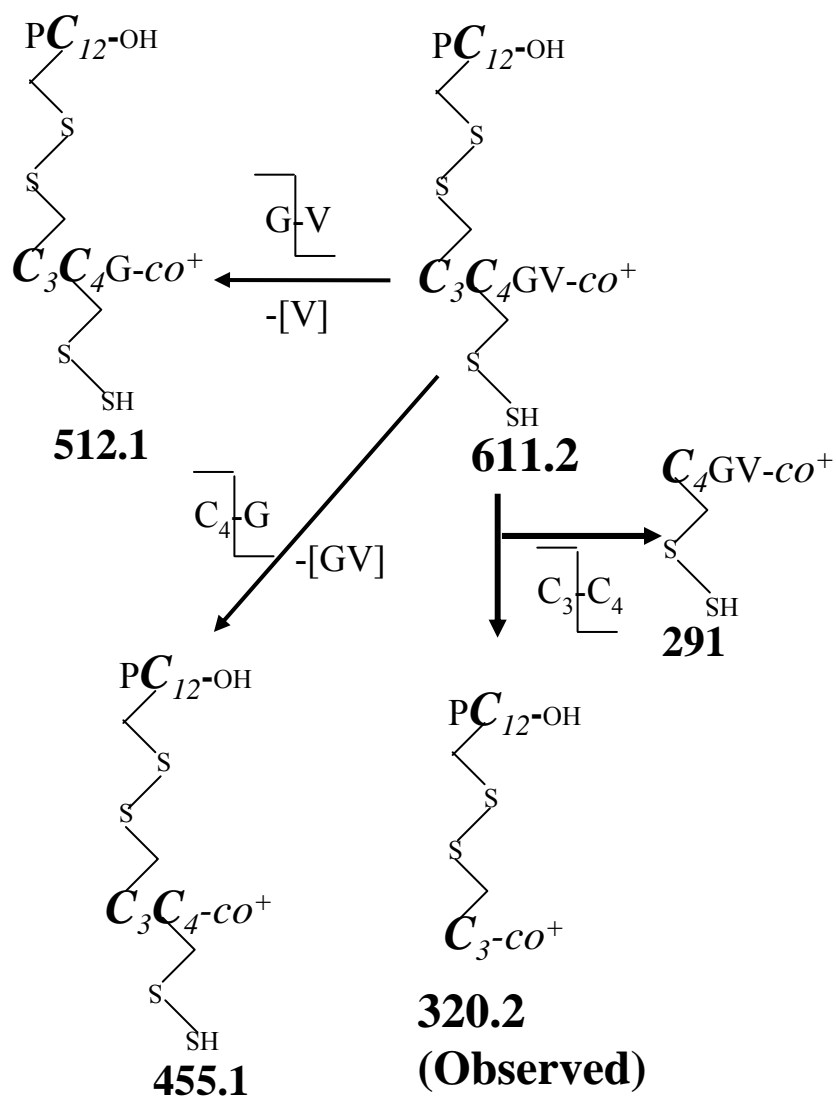 PC12-OH
S
S
C3C4G-co+
S
SH
512.1
G-V
-[V]
PC12-OH
S
S
C3C4GV-co+
S
SH
611.2
C4-G
-[GV]
C3-C4
C4GV-co+
S
SH
291
PC12-OH
S
S
C3C4-co+
S
SH
455.1
PC12-OH
S
S
C3-co+
320.2
(Observed)